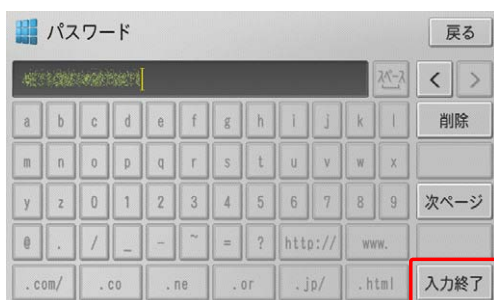 パスワード 戻る
スペース < >
a b c d e f g h i j k l 削除
m n o p q r s t u v w x
y z 0 1 2 3 4 5 6 7 8 9 次ページ
@ . / _ - ~ = ? http:// www.
.com/ .co .ne .or .jp/ .html 入力終了